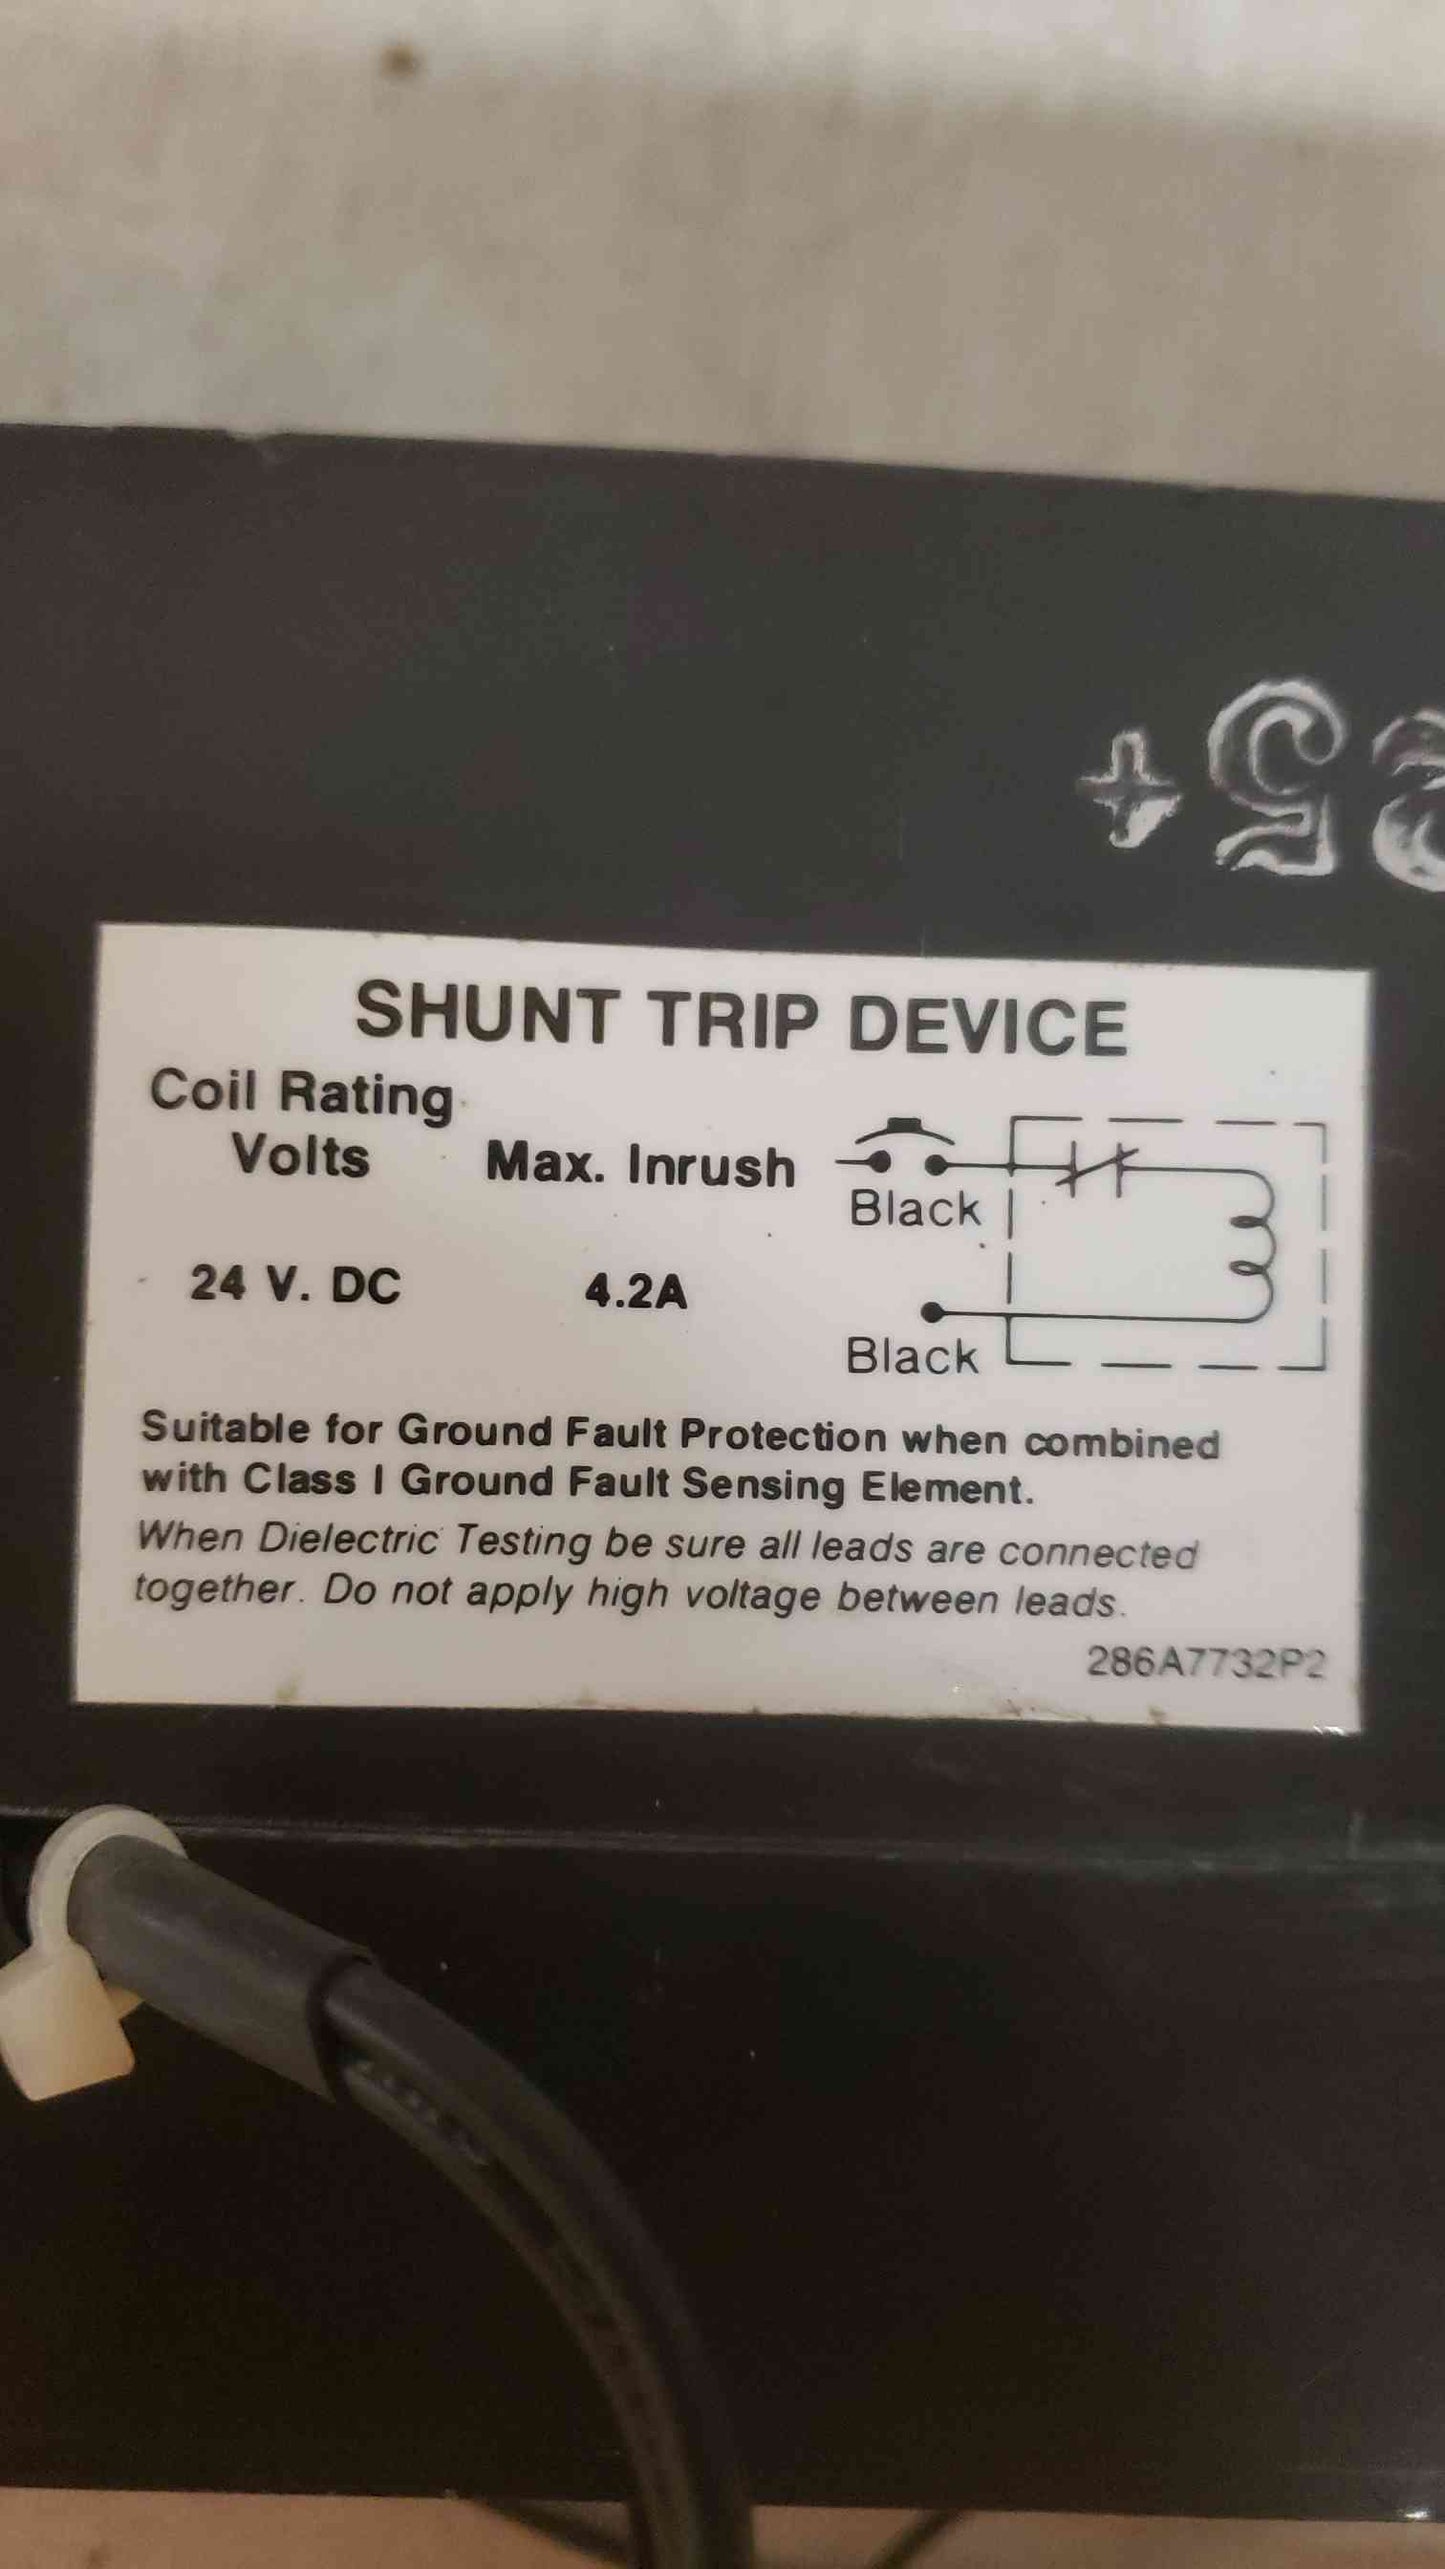 + 5
SHUNT TRIP DEVICE
Coil Rating
Volts Max. Inrush
Black
24 V. DC 4.2A
Black
Suitable for Ground Fault Protection when combined
with Class I Ground Fault Sensing Element.
When Dielectric Testing be sure all leads are connected
together. Do not apply high voltage between leads.
286A7732P2